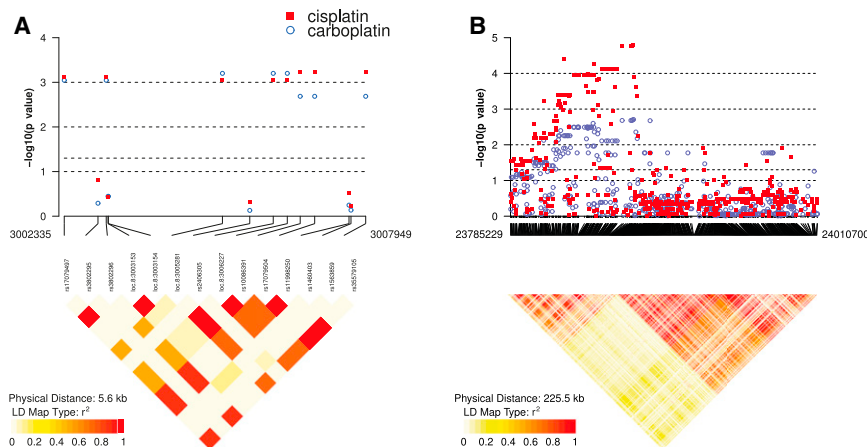 A
cisplatin
carboplatin
−log10(p value)
4
3
2
1
0
3002335
3007949
rs17079497
rs3802295
rs3802296
loc.8:3003153
loc.8:3003154
loc.8:3005281
rs2406305
loc.8:3006227
rs10086391
rs17079504
rs11998250
rs1460403
rs1563859
rs35579105
Physical Distance: 5.6 kb
LD Map Type: r²
0 0.2 0.4 0.6 0.8 1
B
−log10(p value)
5
4
3
2
1
0
23785229
24010700
Physical Distance: 225.5 kb
LD Map Type: r²
0 0.2 0.4 0.6 0.8 1